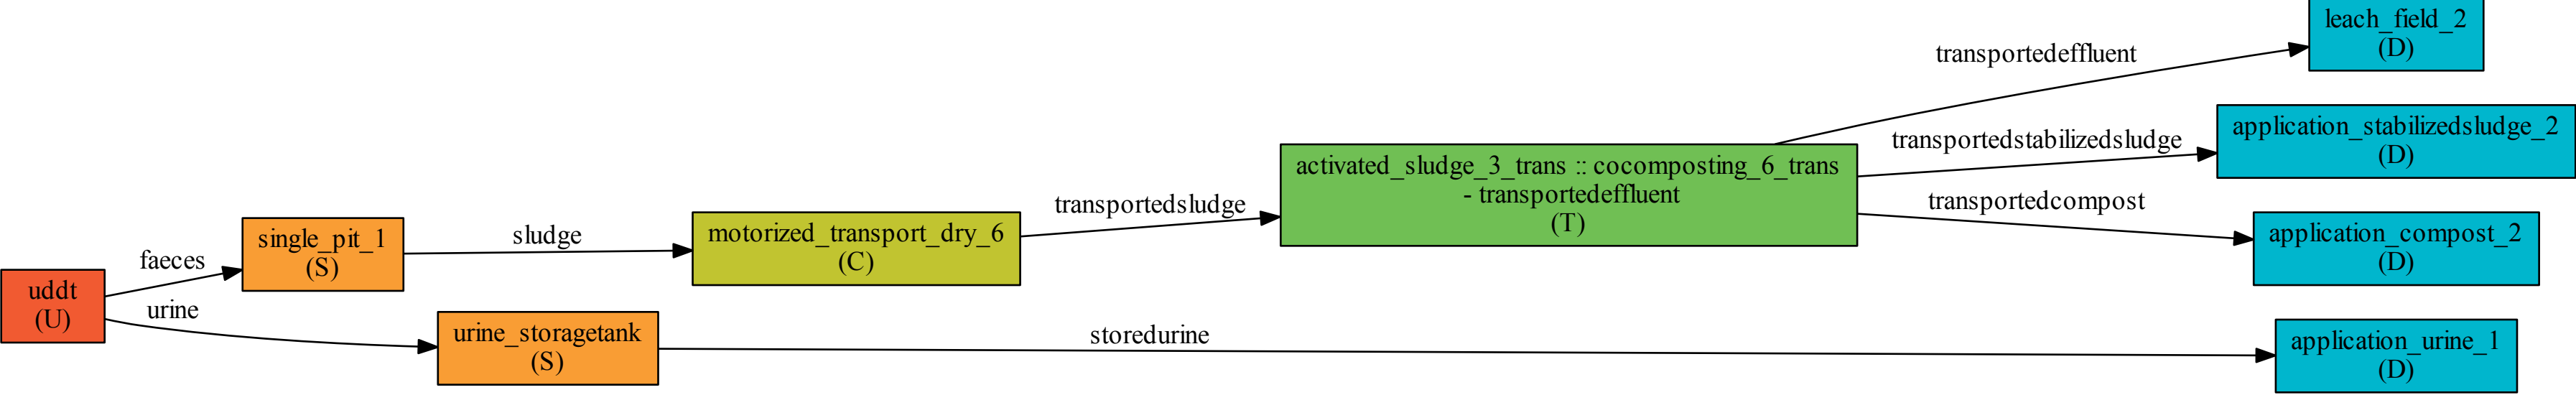 uddt
(U)
faeces
urine
single_pit_1
(S)
urine_storagetank
(S)
sludge
motorized_transport_dry_6
(C)
storedurine
transportedsludge
activated_sludge_3_trans :: cocomposting_6_trans
- transportedeffluent
(T)
transportedeffluent
transportedstabilizedsludge
transportedcompost
leach_field_2
(D)
application_stabilizedsludge_2
(D)
application_compost_2
(D)
application_urine_1
(D)